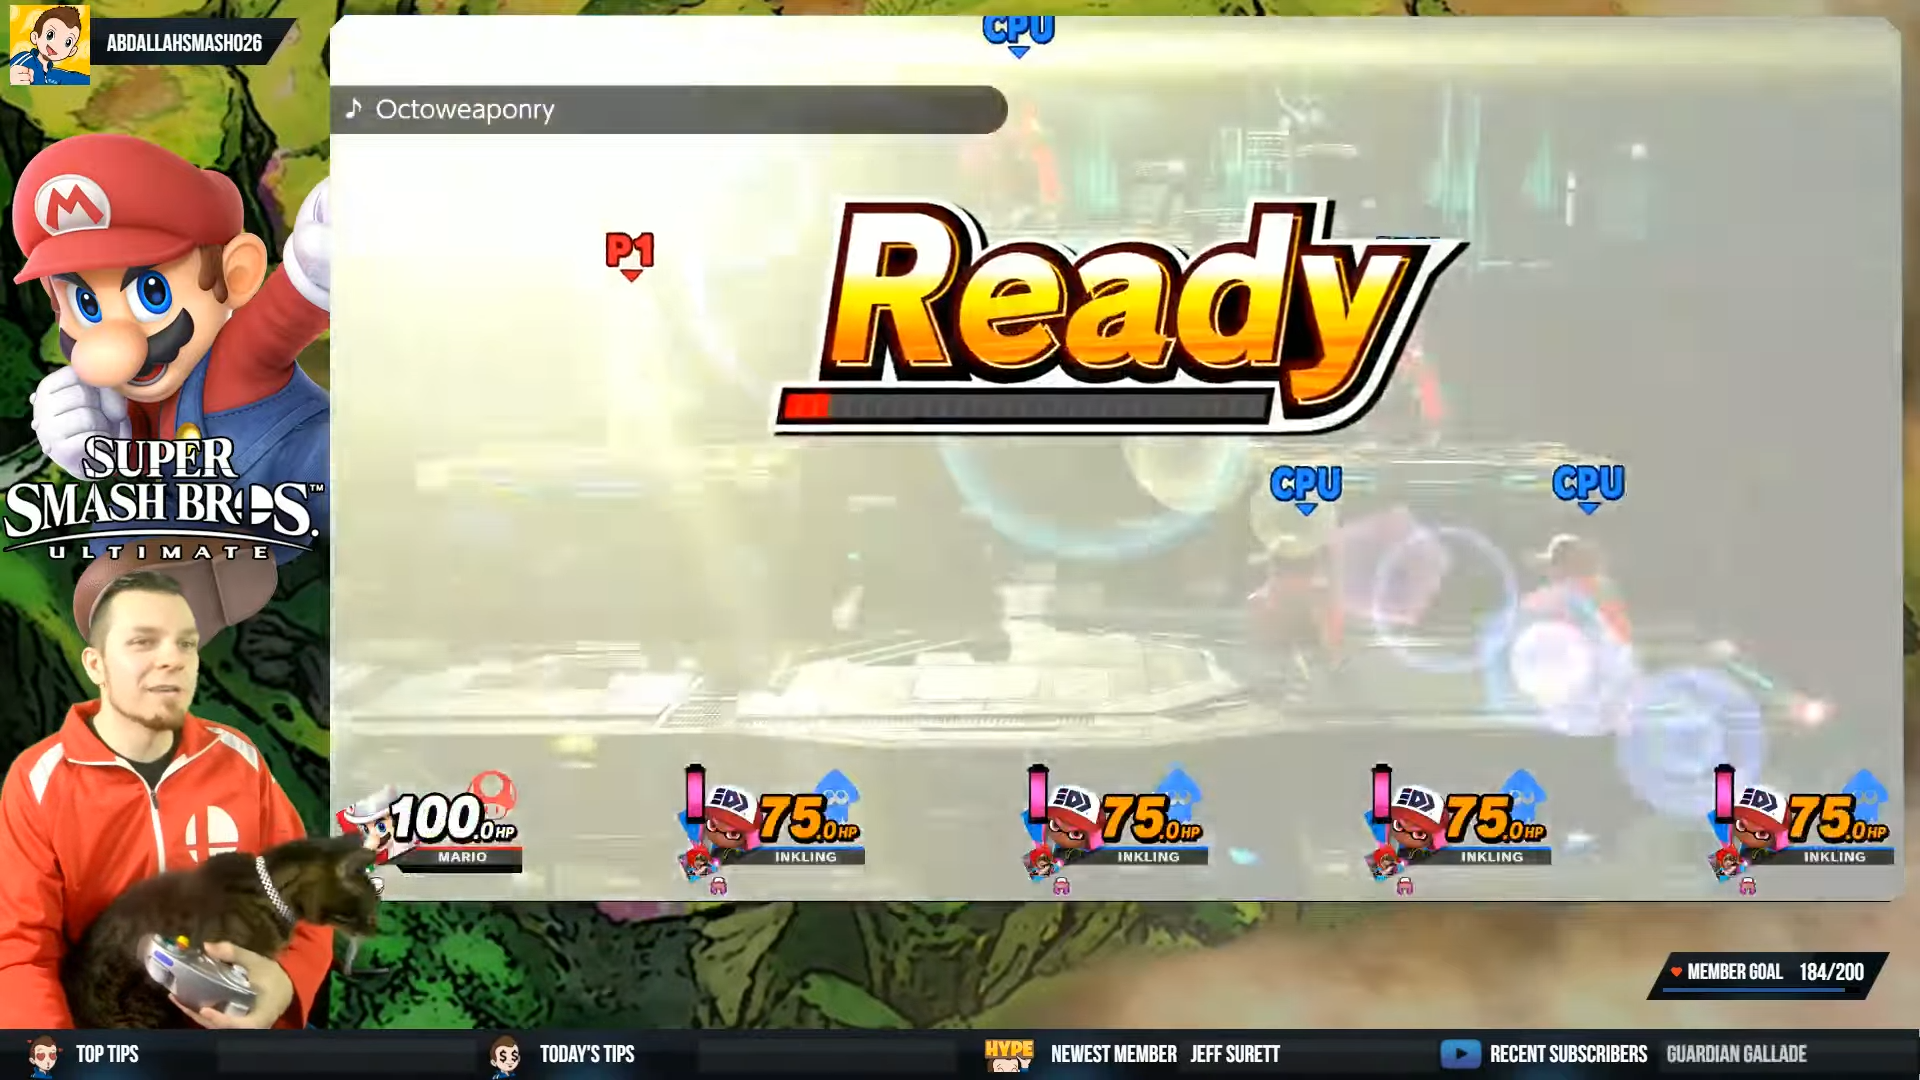 ABDALLAHSMASH026
CPU
♪ Octoweaponry
P1
Ready
M
CPU
CPU
SUPER
SMASH BROS.™
ULTIMATE
100.0HP
MARIO
75.0HP
INKLING
75.0HP
INKLING
75.0HP
INKLING
75.0HP
INKLING
MEMBER GOAL 184/200
TOP TIPS
TODAY'S TIPS
HYPE
NEWEST MEMBER JEFF SURETT
RECENT SUBSCRIBERS GUARDIAN GALLADE